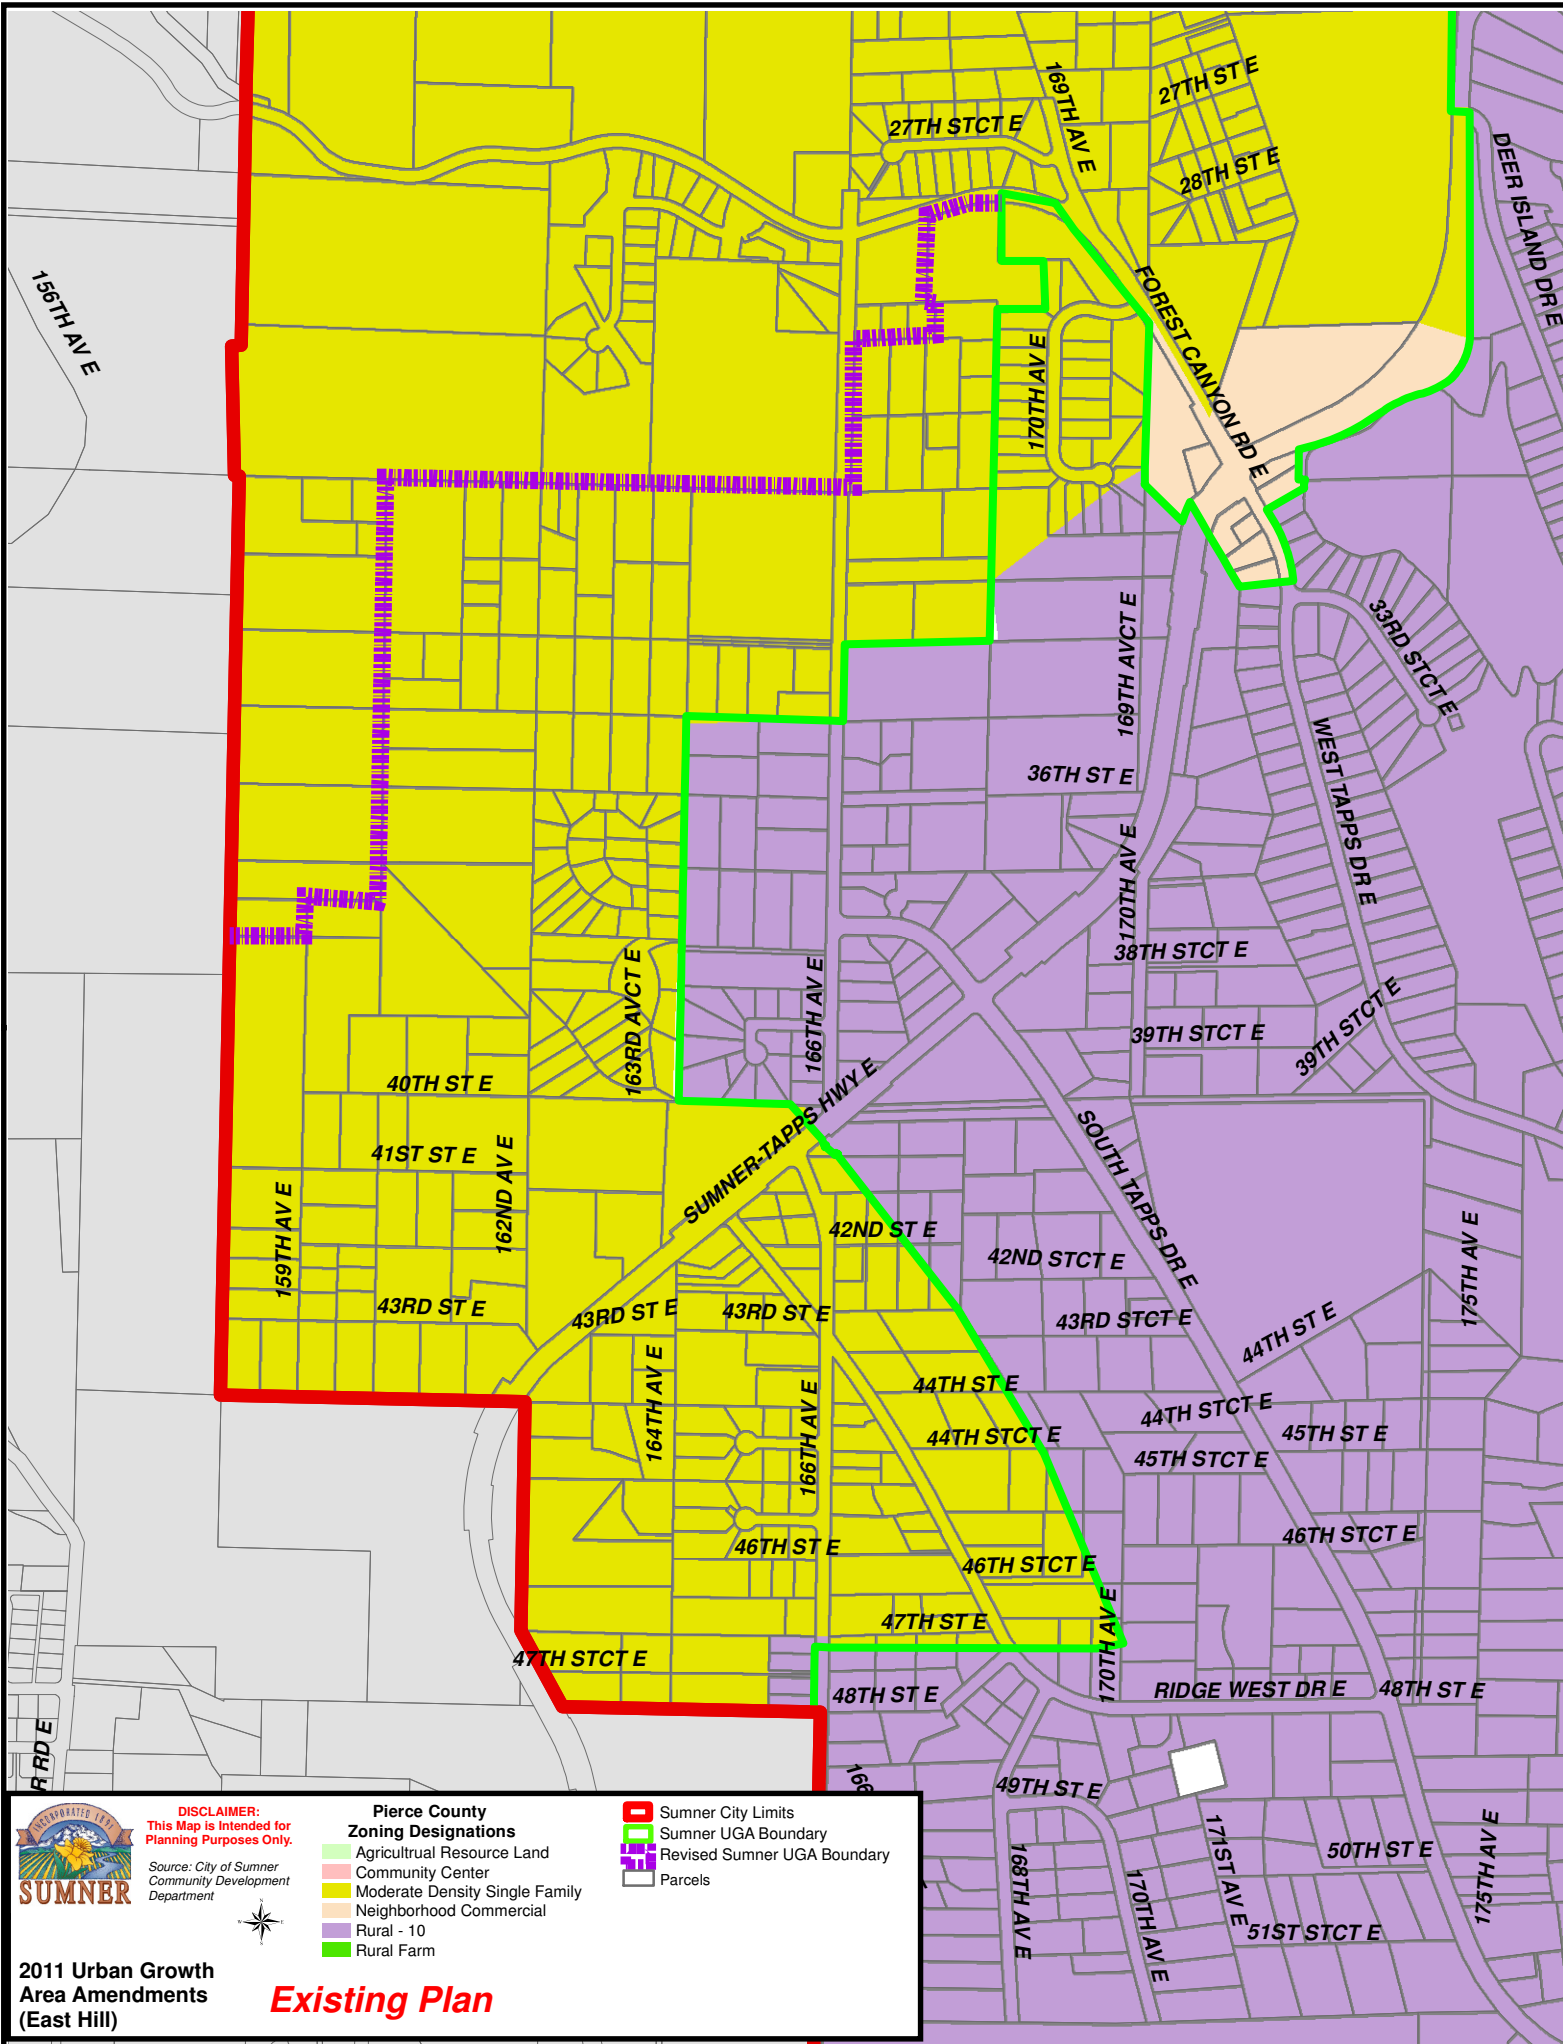 27TH ST E
169TH AV E
27TH STCT E
28TH ST E
DEER ISLAND DR E
156TH AV E
FOREST CANYON RD E
170TH AV E
33RD STCT E
169TH AVCT E
WEST TAPPS DR E
36TH ST E
170TH AV E
38TH STCT E
163RD AVCT E
166TH AV E
39TH STCT E
39TH STCT E
40TH ST E
SUMNER-TAPPS HWY E
41ST ST E
162ND AV E
SOUTH TAPPS DR E
159TH AV E
42ND ST E
42ND STCT E
175TH AV E
43RD ST E
43RD ST E
43RD ST E
43RD STCT E
44TH ST E
164TH AV E
44TH ST E
166TH AV E
44TH STCT E
44TH STCT E
45TH ST E
45TH STCT E
46TH ST E
46TH STCT E
46TH STCT E
47TH ST E
170TH AV E
47TH STCT E
48TH ST E
RIDGE WEST DR E
48TH ST E
R RD E
166
49TH ST E
168TH AV E
170TH AV E
171ST AV E
50TH ST E
175TH AV E
51ST STCT E
INCORPORATED 1891
SUMNER
DISCLAIMER:
This Map is Intended for
Planning Purposes Only.
Source: City of Sumner
Community Development
Department
N
E
S
W
2011 Urban Growth
Area Amendments
(East Hill)
Existing Plan
Pierce County
Zoning Designations
Agricultrual Resource Land
Community Center
Moderate Density Single Family
Neighborhood Commercial
Rural - 10
Rural Farm
Sumner City Limits
Sumner UGA Boundary
Revised Sumner UGA Boundary
Parcels